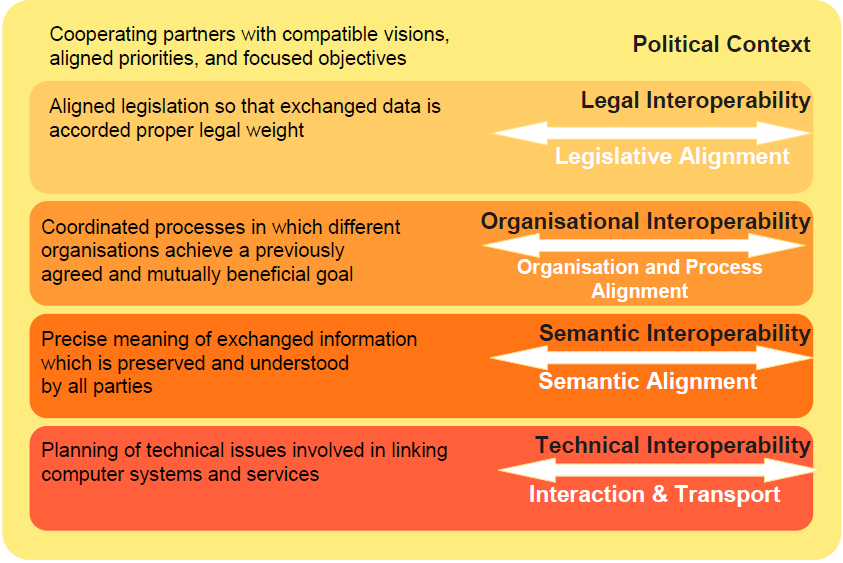 Cooperating partners with compatible visions,
aligned priorities, and focused objectives
Political Context
Aligned legislation so that exchanged data is
accorded proper legal weight
Legal Interoperability
Legislative Alignment
Coordinated processes in which different
organisations achieve a previously
agreed and mutually beneficial goal
Organisational Interoperability
Organisation and Process
Alignment
Precise meaning of exchanged information
which is preserved and understood
by all parties
Semantic Interoperability
Semantic Alignment
Planning of technical issues involved in linking
computer systems and services
Technical Interoperability
Interaction & Transport